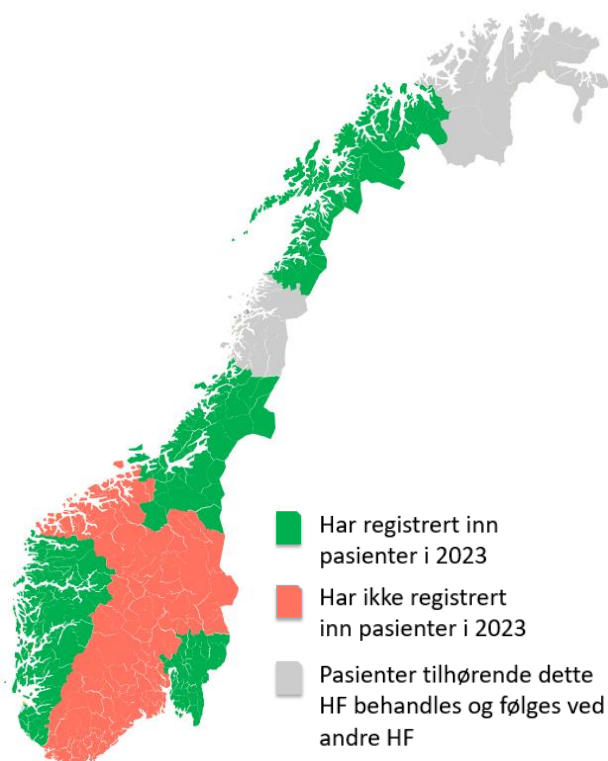 Har registrert inn
pasienter i 2023
Har ikke registrert
inn pasienter i 2023
Pasienter tilhørende dette
HF behandles og følges ved
andre HF